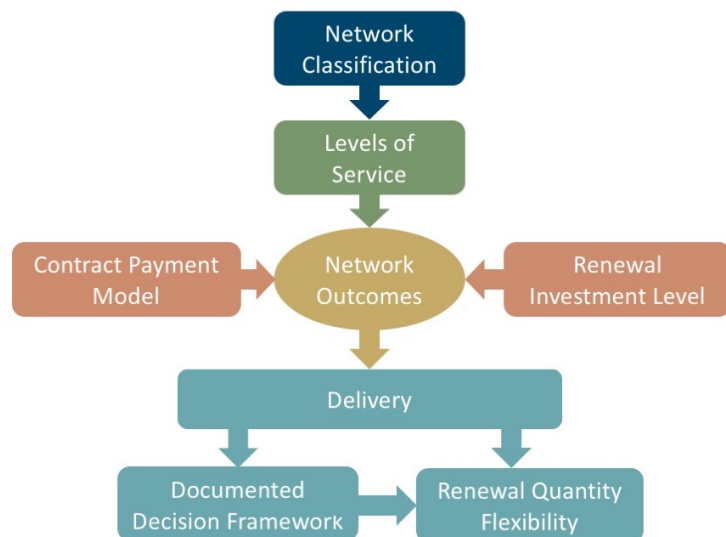 Network
Classification
Levels of
Service
Contract Payment
Model
Network
Outcomes
Renewal
Investment Level
Delivery
Documented
Decision Framework
Renewal Quantity
Flexibility